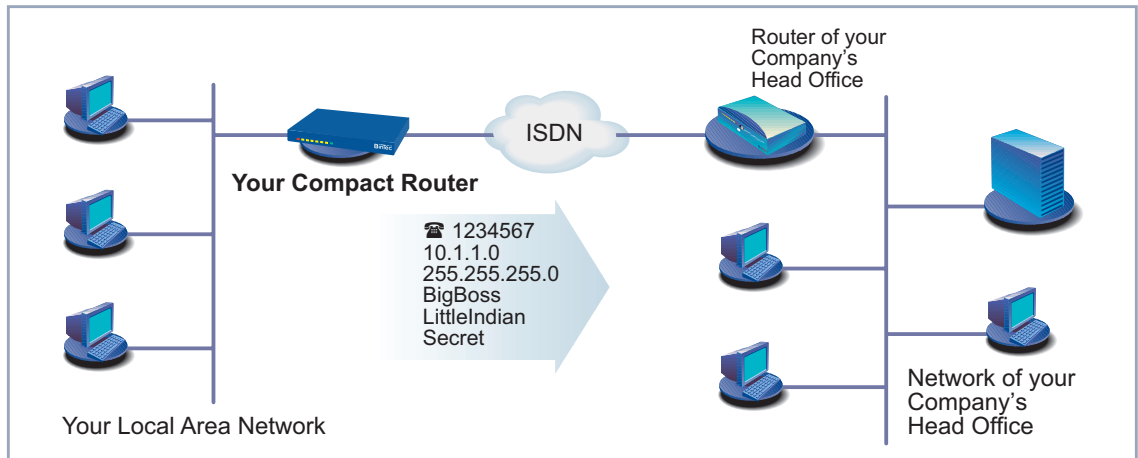 Router of your
Company's
Head Office
ISDN
BinTec
Your Compact Router
☎ 1234567
10.1.1.0
255.255.255.0
BigBoss
LittleIndian
Secret
Your Local Area Network
Network of your
Company's
Head Office